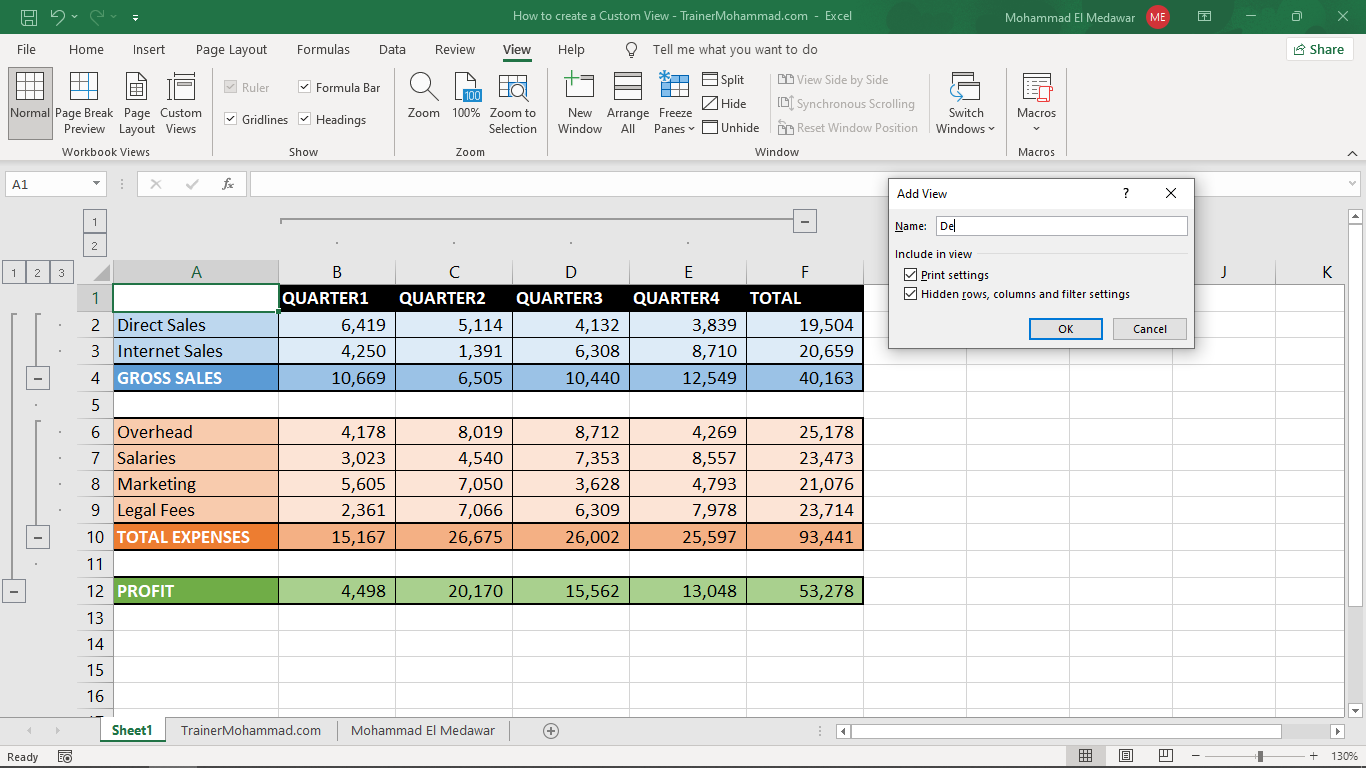 How to create a Custom View - TrainerMohammad.com - Excel
Mohammad El Medawar ME
File Home Insert Page Layout Formulas Data Review View Help Tell me what you want to do Share
Normal
Page Break Preview
Page Layout
Custom Views
Workbook Views
Ruler
Formula Bar
Gridlines
Headings
Show
Zoom
100
100%
Zoom to Selection
Zoom
New Window
Arrange All
Freeze Panes
Split
Hide
Unhide
View Side by Side
Synchronous Scrolling
Reset Window Position
Switch Windows
Window
Macros
Macros
A1
fx
Add View ?
Name: De
Include in view
Print settings
Hidden rows, columns and filter settings
OK Cancel
1
2
1 2 3
A B C D E F J K
1 QUARTER1 QUARTER2 QUARTER3 QUARTER4 TOTAL
2 Direct Sales 6,419 5,114 4,132 3,839 19,504
3 Internet Sales 4,250 1,391 6,308 8,710 20,659
4 GROSS SALES 10,669 6,505 10,440 12,549 40,163
5
6 Overhead 4,178 8,019 8,712 4,269 25,178
7 Salaries 3,023 4,540 7,353 8,557 23,473
8 Marketing 5,605 7,050 3,628 4,793 21,076
9 Legal Fees 2,361 7,066 6,309 7,978 23,714
10 TOTAL EXPENSES 15,167 26,675 26,002 25,597 93,441
11
12 PROFIT 4,498 20,170 15,562 13,048 53,278
13
14
15
16
Sheet1 TrainerMohammad.com Mohammad El Medawar
Ready 130%